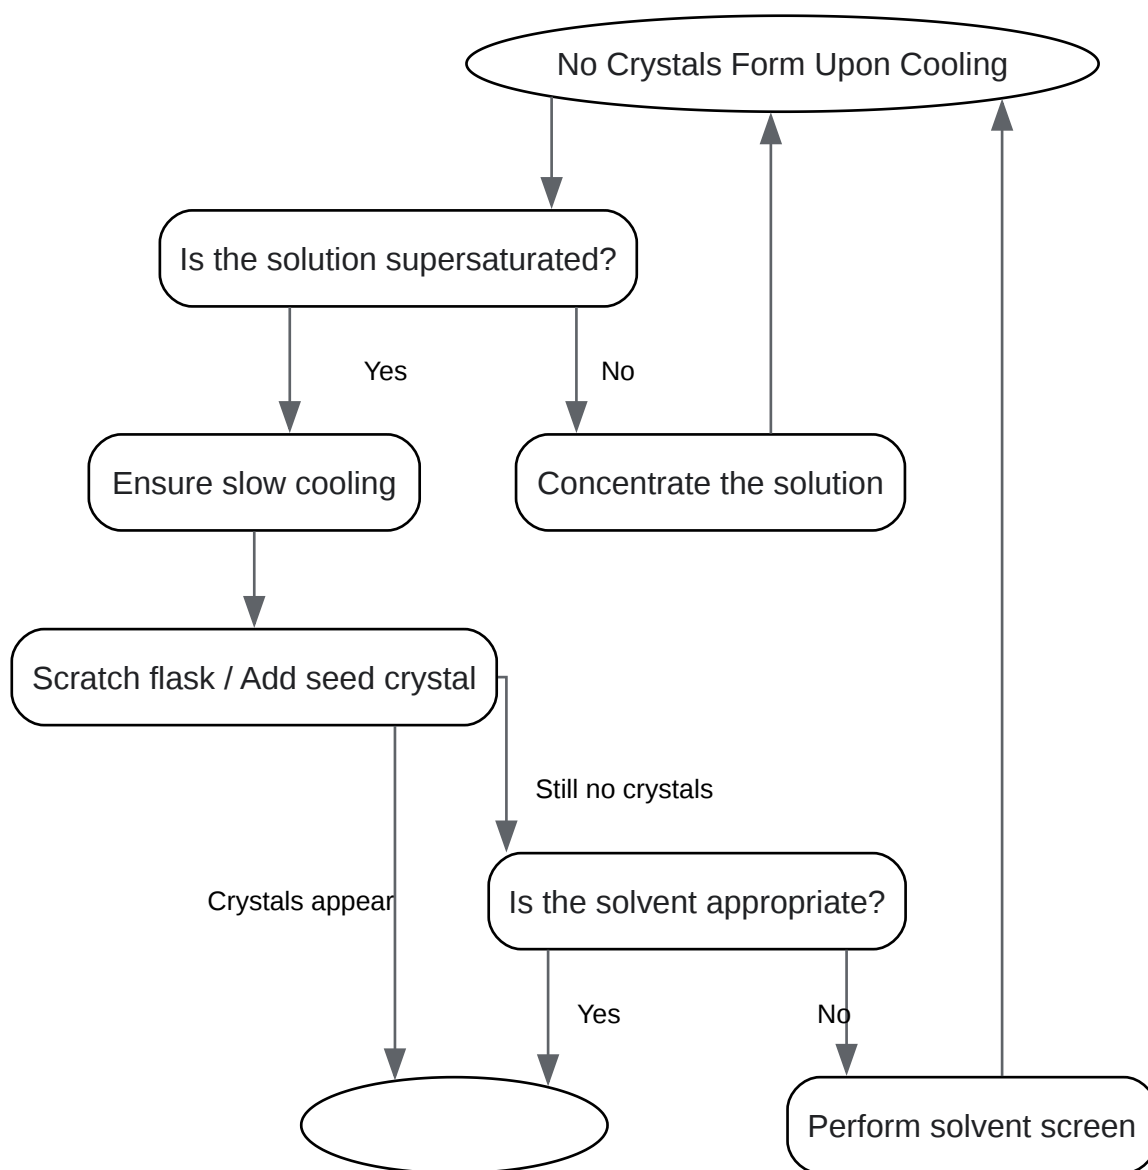 No Crystals Form Upon Cooling
Is the solution supersaturated?
Yes
No
Ensure slow cooling
Concentrate the solution
Scratch flask / Add seed crystal
Still no crystals
Crystals appear
Is the solvent appropriate?
Yes
No
Perform solvent screen